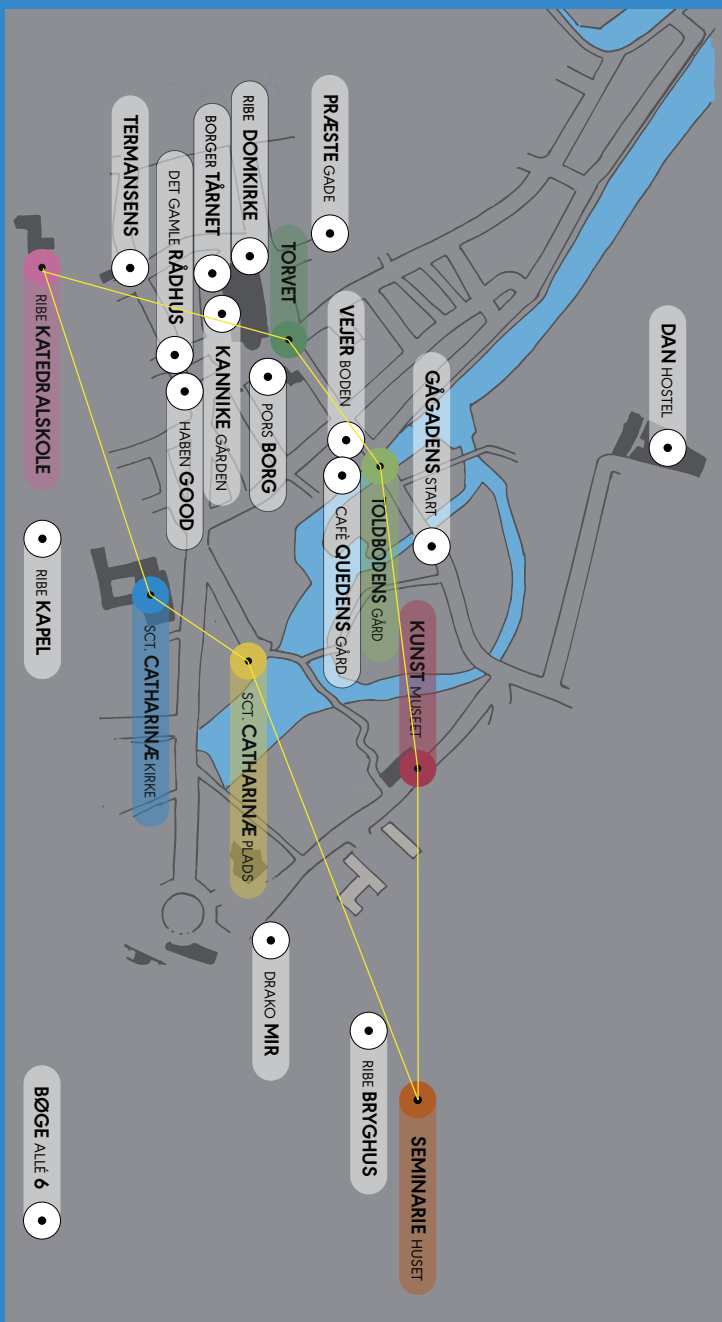 DAN HOSTEL
GÅGADENS START
KUNST MUSEET
SEMINARIE HUSET
TOLDBODENS GÅRD
VEJER BODEN
CAFÈ QUEDENS GÅRD
RIBE BRYGHUS
PRÆSTE GADE
TORVET
PORS BORG
DRAKO MIR
RIBE DOMKIRKE
SCT. CATHARINÆ PLADS
BORGER TÅRNET
KANNIKE GÅRDEN
DET GAMLE RÅDHUS
HABEN GOOD
TERMANSENS
SCT. CATHARINÆ KIRKE
RIBE KATEDRALSKOLE
RIBE KAPEL
BØGE ALLÉ 6